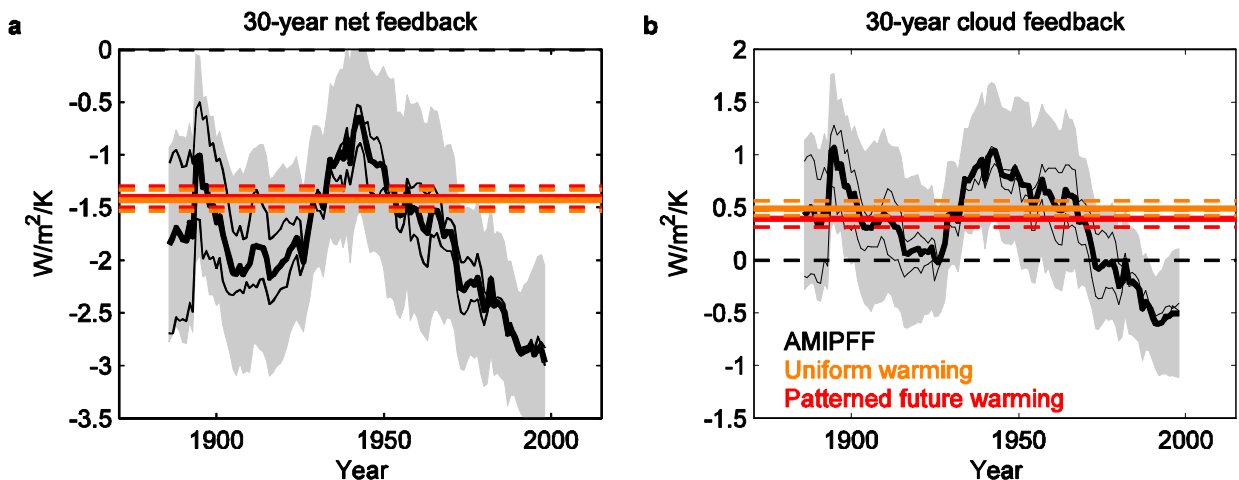 a
30-year net feedback
0
-0.5
-1
-1.5
-2
-2.5
-3
-3.5
W/m²/K
1900
1950
2000
Year
b
30-year cloud feedback
2
1.5
1
0.5
0
-0.5
-1
-1.5
W/m²/K
AMIPFF
Uniform warming
Patterned future warming
1900
1950
2000
Year